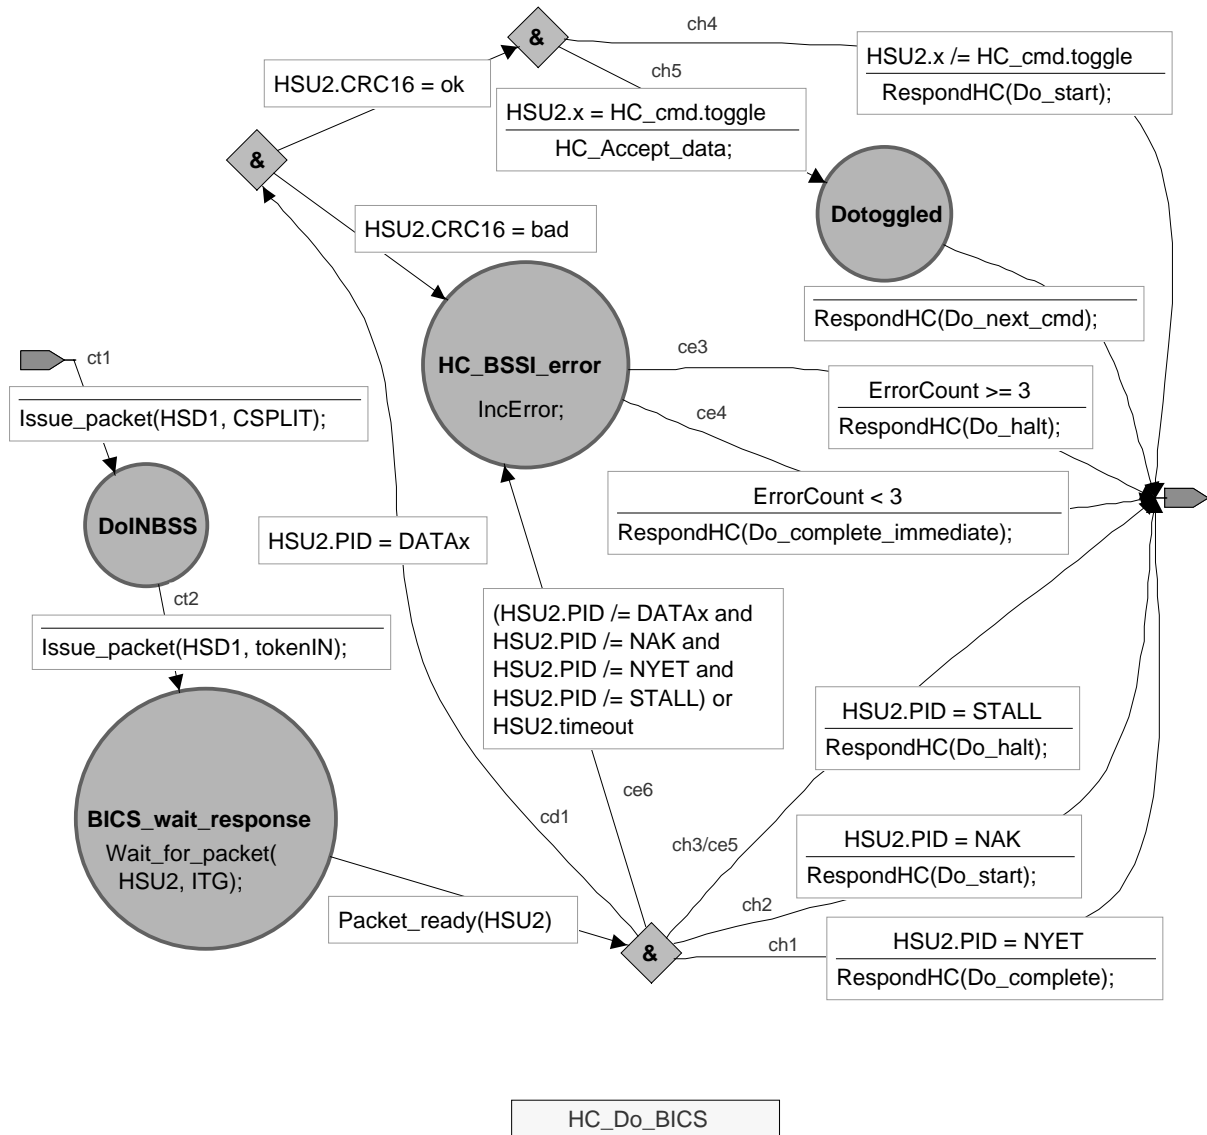 &
ch4
HSU2.x /= HC_cmd.toggle
RespondHC(Do_start);
HSU2.CRC16 = ok
ch5
HSU2.x = HC_cmd.toggle
HC_Accept_data;
&
Dotoggled
HSU2.CRC16 = bad
RespondHC(Do_next_cmd);
ct1
HC_BSSI_error
IncError;
ce3
ErrorCount >= 3
RespondHC(Do_halt);
ce4
Issue_packet(HSD1, CSPLIT);
ErrorCount < 3
RespondHC(Do_complete_immediate);
DoINBSS
HSU2.PID = DATAx
ct2
Issue_packet(HSD1, tokenIN);
(HSU2.PID /= DATAx and
HSU2.PID /= NAK and
HSU2.PID /= NYET and
HSU2.PID /= STALL) or
HSU2.timeout
HSU2.PID = STALL
RespondHC(Do_halt);
BICS_wait_response
Wait_for_packet(
HSU2, ITG);
cd1
ce6
ch3/ce5
HSU2.PID = NAK
RespondHC(Do_start);
Packet_ready(HSU2)
ch2
&
ch1
HSU2.PID = NYET
RespondHC(Do_complete);
HC_Do_BICS